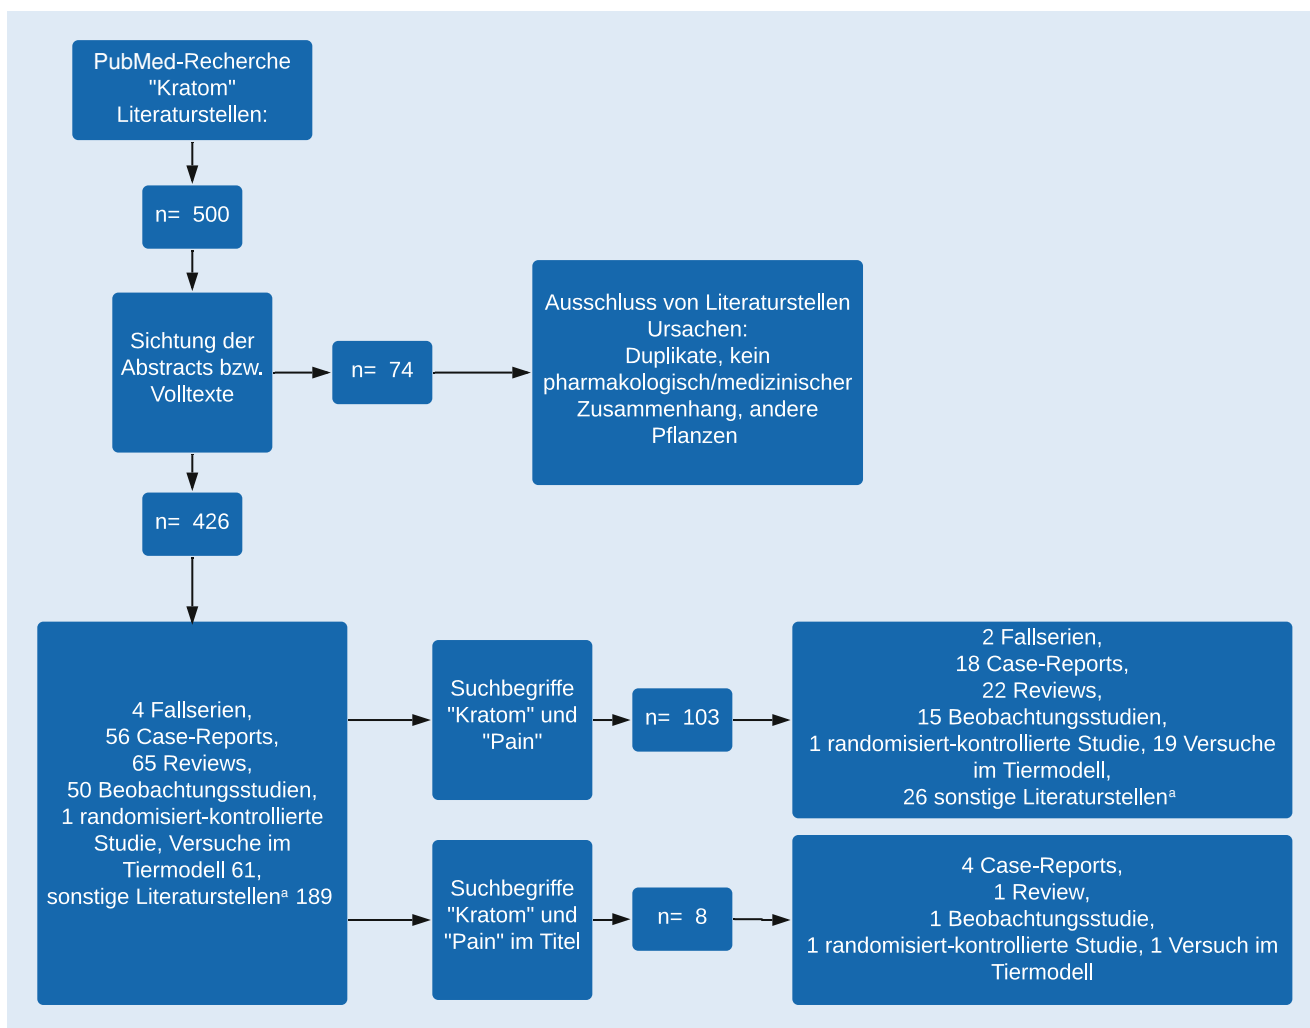 PubMed-Recherche
"Kratom"
Literaturstellen:
n= 500
Sichtung der
Abstracts bzw.
Volltexte
n= 74
Ausschluss von Literaturstellen
Ursachen:
Duplikate, kein
pharmakologisch/medizinischer
Zusammenhang, andere
Pflanzen
n= 426
4 Fallserien,
56 Case-Reports,
65 Reviews,
50 Beobachtungsstudien,
1 randomisiert-kontrollierte
Studie, Versuche im
Tiermodell 61,
sonstige Literaturstellenᵃ 189
Suchbegriffe
"Kratom" und
"Pain"
n= 103
2 Fallserien,
18 Case-Reports,
22 Reviews,
15 Beobachtungsstudien,
1 randomisiert-kontrollierte Studie, 19 Versuche
im Tiermodell,
26 sonstige Literaturstellenᵃ
Suchbegriffe
"Kratom" und
"Pain" im Titel
n= 8
4 Case-Reports,
1 Review,
1 Beobachtungsstudie,
1 randomisiert-kontrollierte Studie, 1 Versuch im
Tiermodell